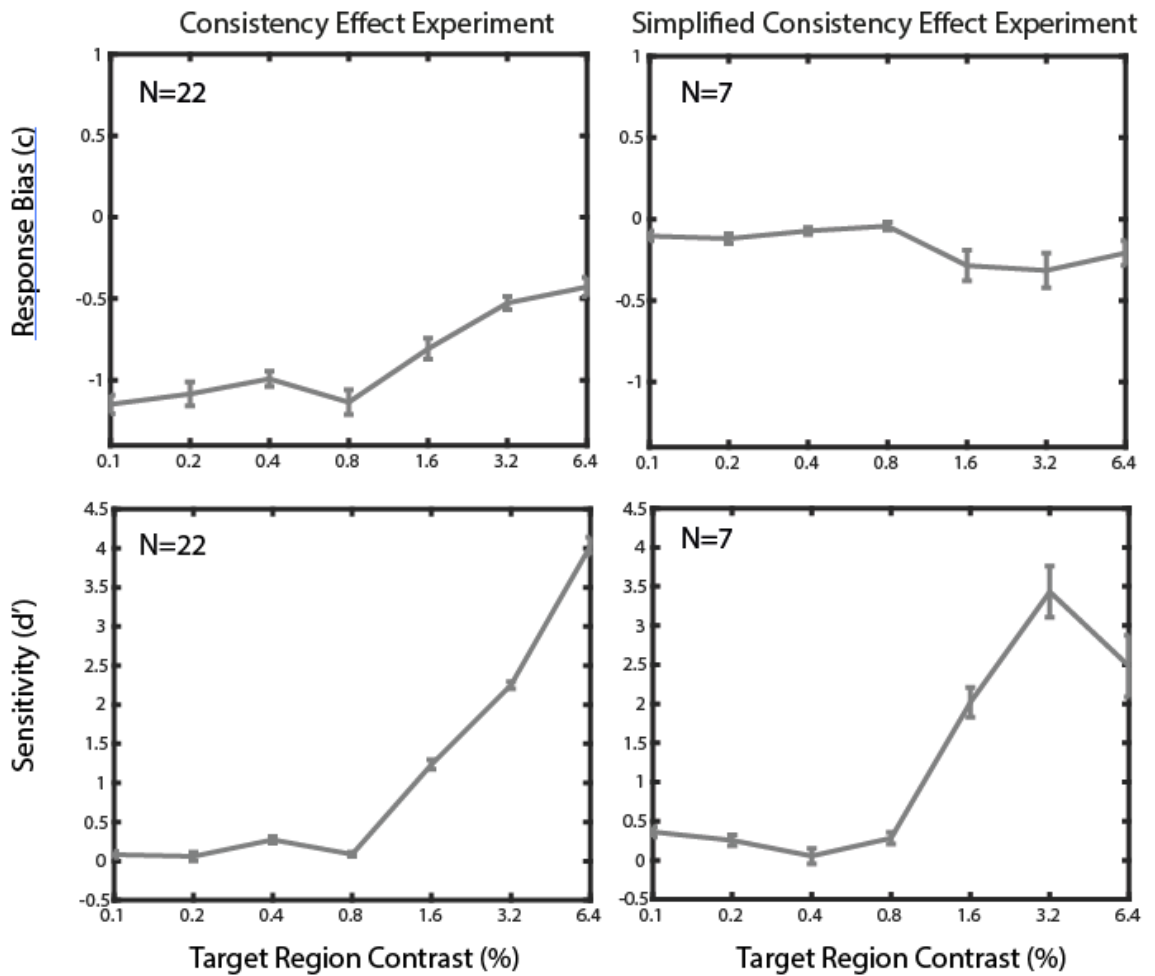 Consistency Effect Experiment
Simplified Consistency Effect Experiment
Response Bias (c)
1
0.5
0
-0.5
-1
N=22
0.1 0.2 0.4 0.8 1.6 3.2 6.4
1
0.5
0
-0.5
-1
N=7
0.1 0.2 0.4 0.8 1.6 3.2 6.4
Sensitivity (d')
4.5
4
3.5
3
2.5
2
1.5
1
0.5
0
-0.5
N=22
0.1 0.2 0.4 0.8 1.6 3.2 6.4
Target Region Contrast (%)
4.5
4
3.5
3
2.5
2
1.5
1
0.5
0
-0.5
N=7
0.1 0.2 0.4 0.8 1.6 3.2 6.4
Target Region Contrast (%)